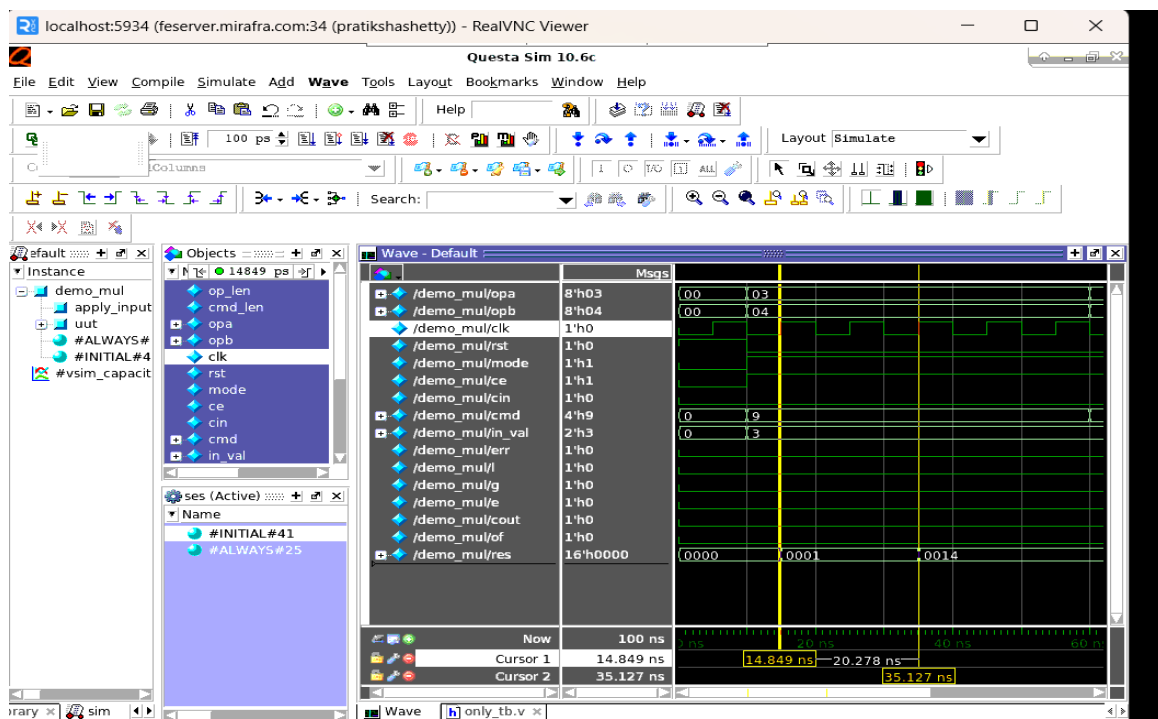 localhost:5934 (feserver.mirafra.com:34 (pratikshashetty)) - RealVNC Viewer
Questa Sim 10.6c
File Edit View Compile Simulate Add Wave Tools Layout Bookmarks Window Help
Help
100 ps Layout Simulate
Columns
Search:
efault Objects Wave - Default
Instance 14849 ps Msgs
demo_mul
apply_input
uut
#ALWAYS#
#INITIAL#4
#vsim_capacit
op_len
cmd_len
opa
opb
clk
rst
mode
ce
cin
cmd
in_val
ses (Active)
Name
#INITIAL#41
#ALWAYS#25
/demo_mul/opa 8'h03 00 03
/demo_mul/opb 8'h04 00 04
/demo_mul/clk 1'h0
/demo_mul/rst 1'h0
/demo_mul/mode 1'h1
/demo_mul/ce 1'h1
/demo_mul/cin 1'h0
/demo_mul/cmd 4'h9 0 9
/demo_mul/in_val 2'h3 0 3
/demo_mul/err 1'h0
/demo_mul/l 1'h0
/demo_mul/g 1'h0
/demo_mul/e 1'h0
/demo_mul/cout 1'h0
/demo_mul/of 1'h0
/demo_mul/res 16'h0000 0000 0001 0014
Now 100 ns 20 ns 40 ns 60 n
Cursor 1 14.849 ns 14.849 ns 20.278 ns
Cursor 2 35.127 ns 35.127 ns
brary sim Wave only_tb.v